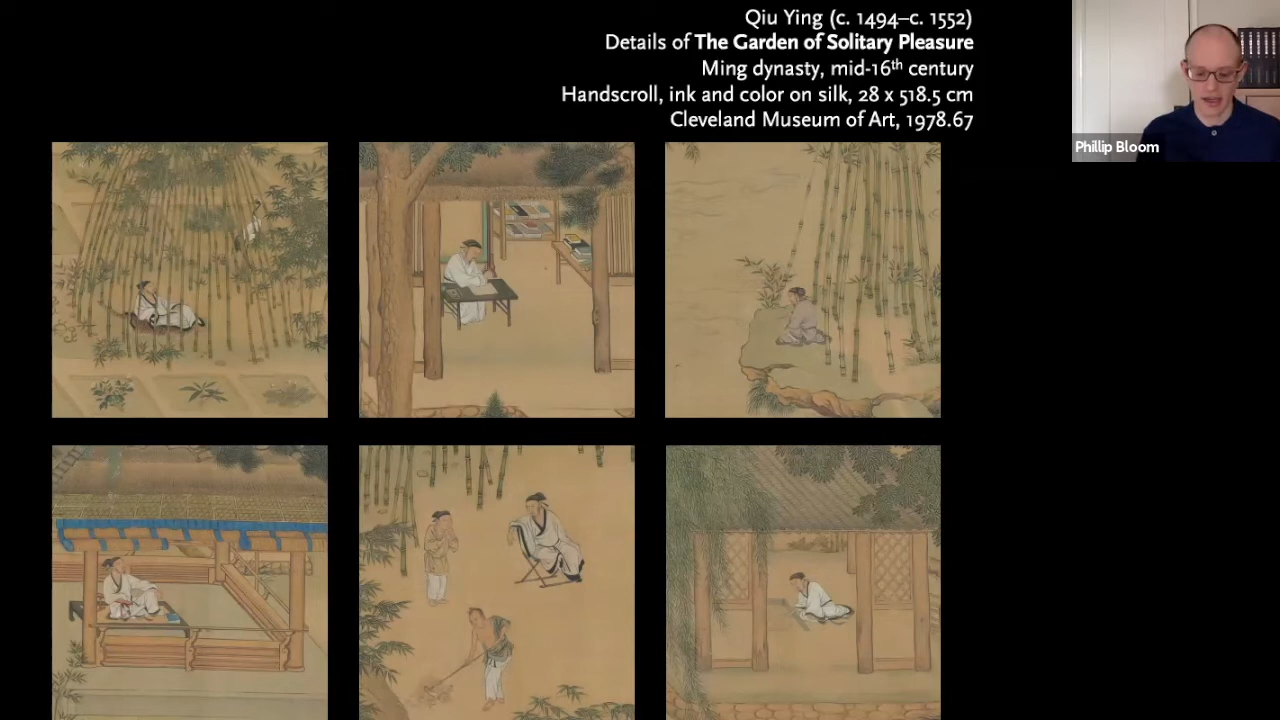 Qiu Ying (c. 1494–c. 1552)
Details of The Garden of Solitary Pleasure
Ming dynasty, mid-16th century
Handscroll, ink and color on silk, 28 x 518.5 cm
Cleveland Museum of Art, 1978.67
Phillip Bloom